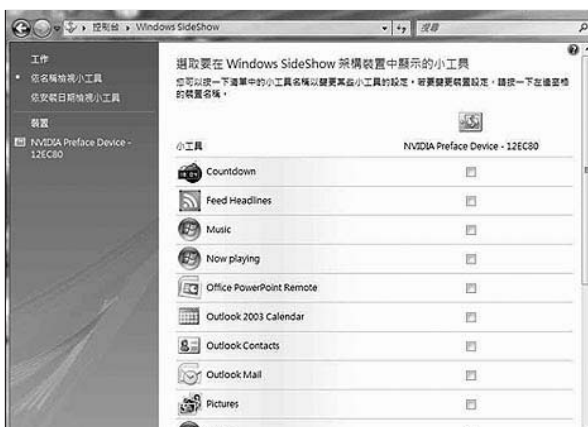 控制台 ▸ Windows SideShow
搜尋
工作
依名稱檢視小工具
依安裝日期檢視小工具
裝置
NVIDIA Preface Device -
12EC80
選取要在 Windows SideShow 架構裝置中顯示的小工具
您可以按一下清單中的小工具名稱以變更某些小工具的設定。若要變更裝置設定，請按一下左邊窗格
的裝置名稱。
小工具
NVIDIA Preface Device - 12EC80
Countdown
Feed Headlines
Music
Now playing
Office PowerPoint Remote
Outlook 2003 Calendar
Outlook Contacts
Outlook Mail
Pictures